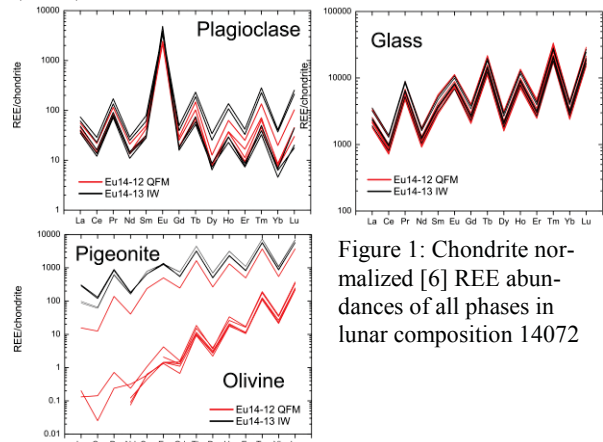 Plagioclase
REE/chondrite
10000
1000
100
10
1
Eu14-12 QFM
Eu14-13 IW
La Ce Pr Nd Sm Eu Gd Tb Dy Ho Er Tm Yb Lu
Glass
REE/chondrite
10000
1000
100
Eu14-12 QFM
Eu14-13 IW
La Ce Pr Nd Sm Eu Gd Tb Dy Ho Er Tm Yb Lu
Pigeonite
REE/chondrite
10000
1000
100
10
1
0.1
0.01
Olivine
Eu14-12 QFM
Eu14-13 IW
Figure 1: Chondrite nor-
malized [6] REE abun-
dances of all phases in
lunar composition 14072